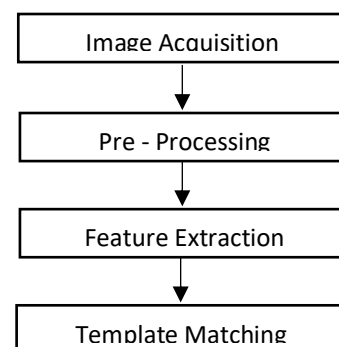 Image Acquisition
Pre - Processing
Feature Extraction
Template Matching